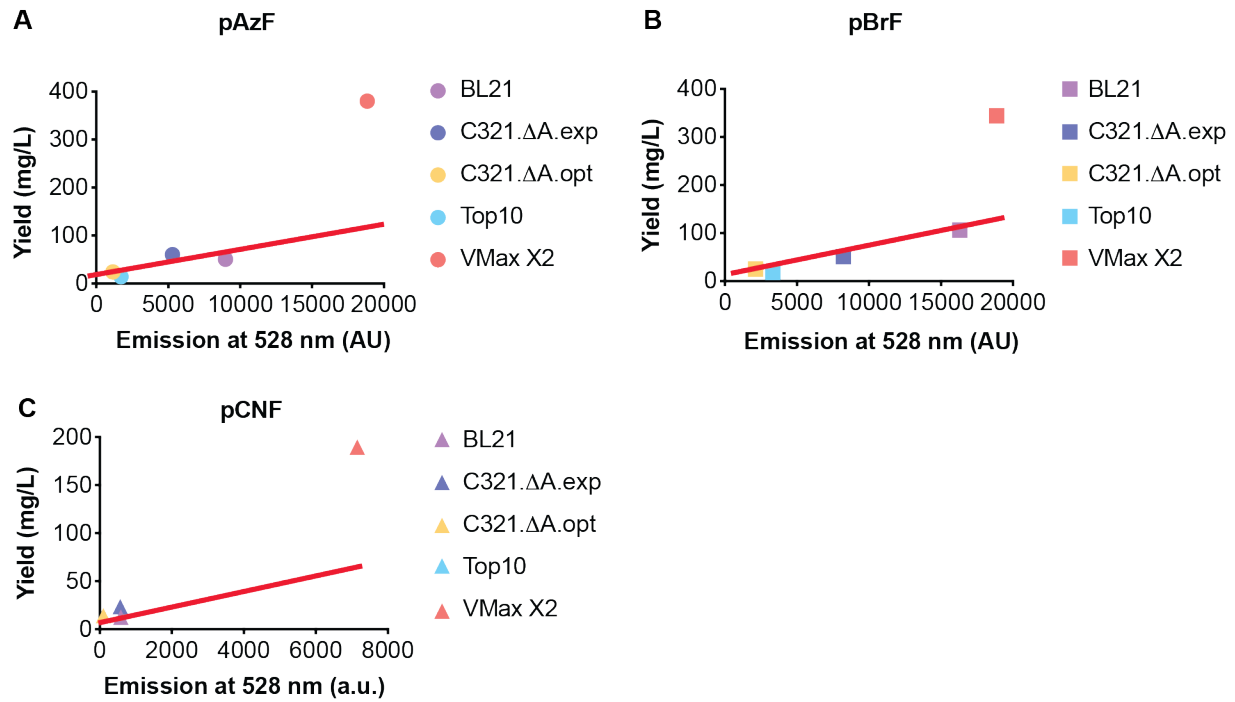 A
pAzF
Yield (mg/L)
400
300
200
100
0
0 5000 10000 15000 20000
Emission at 528 nm (AU)
BL21
C321.ΔA.exp
C321.ΔA.opt
Top10
VMax X2
B
pBrF
Yield (mg/L)
400
300
200
100
0
0 5000 10000 15000 20000
Emission at 528 nm (AU)
BL21
C321.ΔA.exp
C321.ΔA.opt
Top10
VMax X2
C
pCNF
Yield (mg/L)
200
150
100
50
0
0 2000 4000 6000 8000
Emission at 528 nm (a.u.)
BL21
C321.ΔA.exp
C321.ΔA.opt
Top10
VMax X2